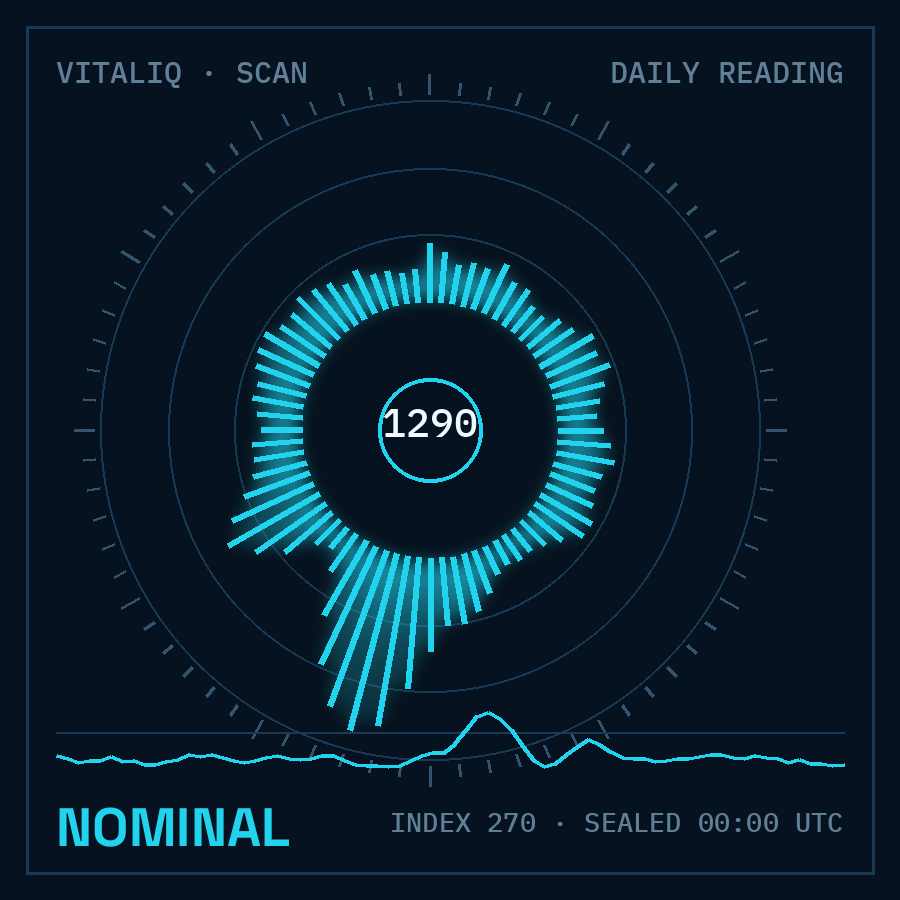 VITALIQ · SCAN
DAILY READING
1290
NOMINAL
INDEX 270 · SEALED 00:00 UTC